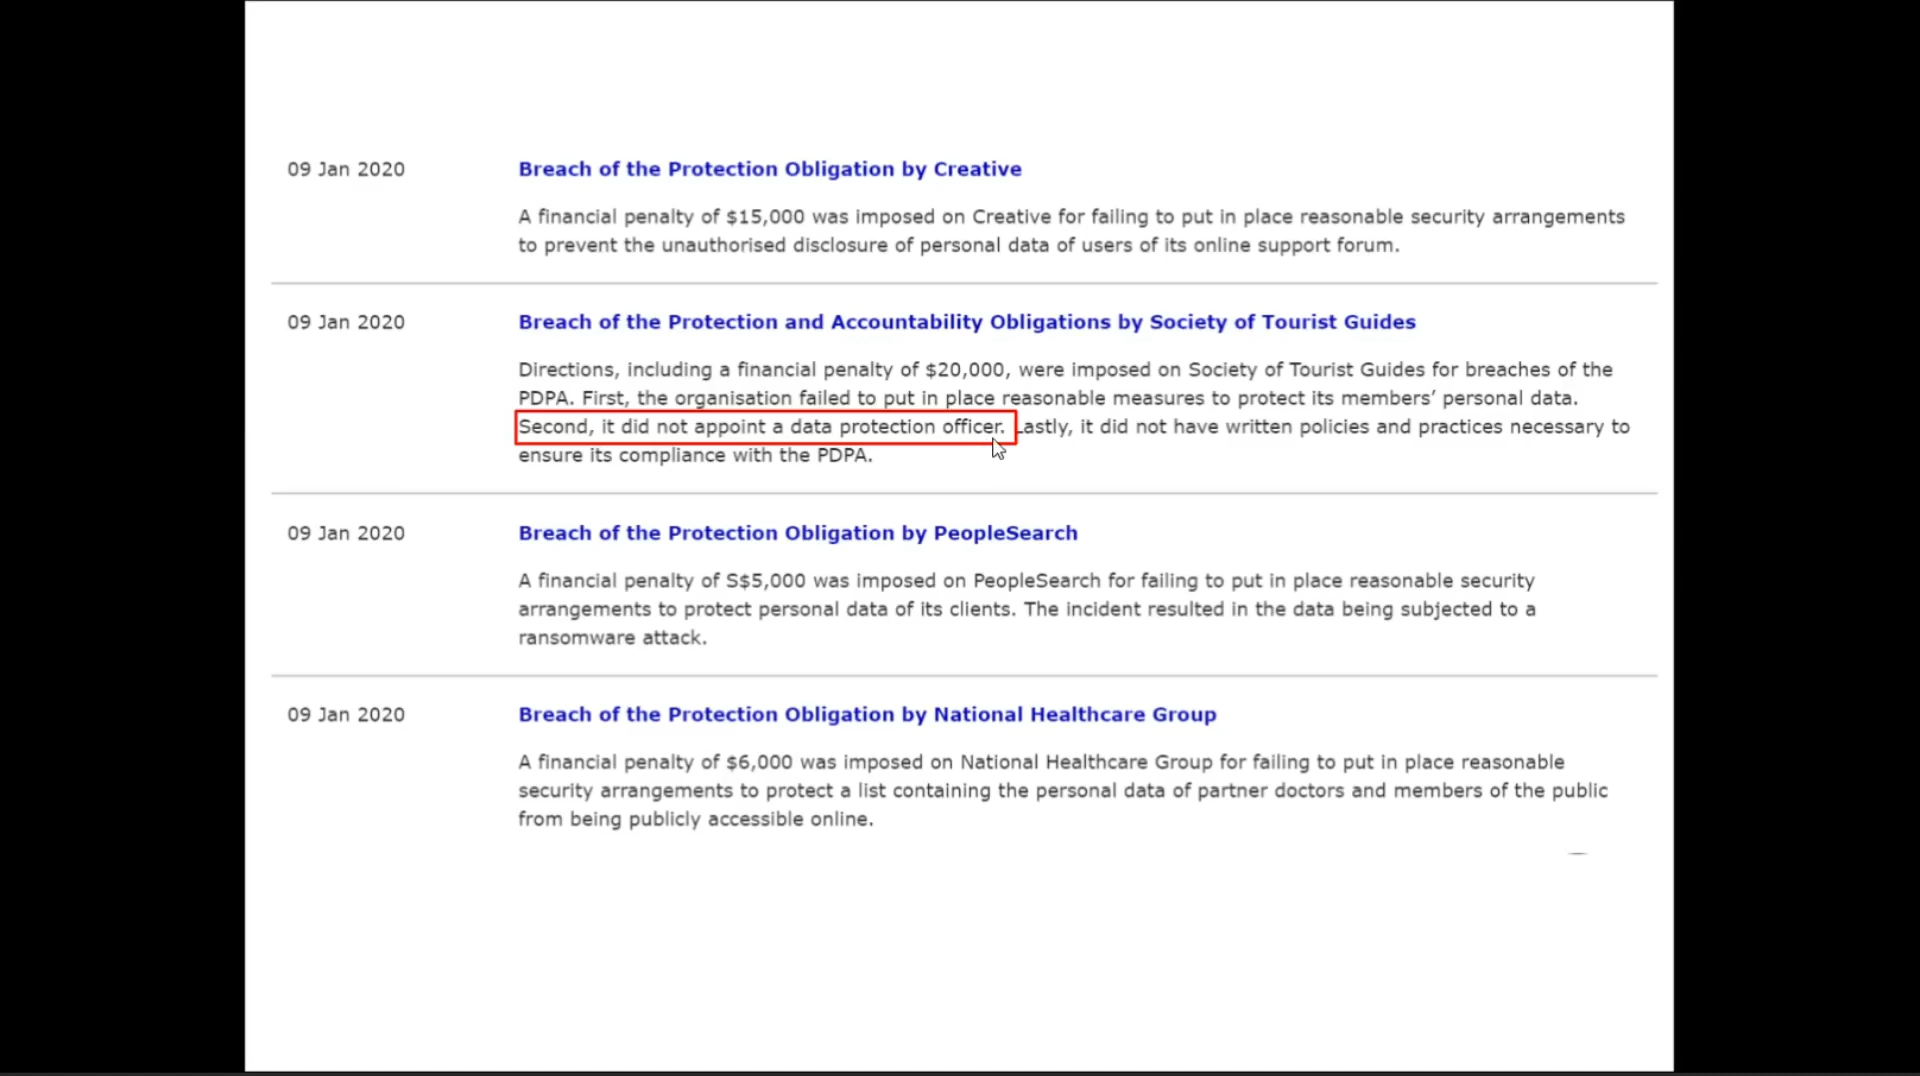 09 Jan 2020
Breach of the Protection Obligation by Creative
A financial penalty of $15,000 was imposed on Creative for failing to put in place reasonable security arrangements
to prevent the unauthorised disclosure of personal data of users of its online support forum.
09 Jan 2020
Breach of the Protection and Accountability Obligations by Society of Tourist Guides
Directions, including a financial penalty of $20,000, were imposed on Society of Tourist Guides for breaches of the
PDPA. First, the organisation failed to put in place reasonable measures to protect its members’ personal data.
Second, it did not appoint a data protection officer. Lastly, it did not have written policies and practices necessary to
ensure its compliance with the PDPA.
09 Jan 2020
Breach of the Protection Obligation by PeopleSearch
A financial penalty of S$5,000 was imposed on PeopleSearch for failing to put in place reasonable security
arrangements to protect personal data of its clients. The incident resulted in the data being subjected to a
ransomware attack.
09 Jan 2020
Breach of the Protection Obligation by National Healthcare Group
A financial penalty of $6,000 was imposed on National Healthcare Group for failing to put in place reasonable
security arrangements to protect a list containing the personal data of partner doctors and members of the public
from being publicly accessible online.